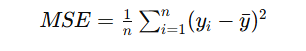 MSE = \frac{1}{n} \sum_{i=1}^{n} (y_i - \bar{y})^2